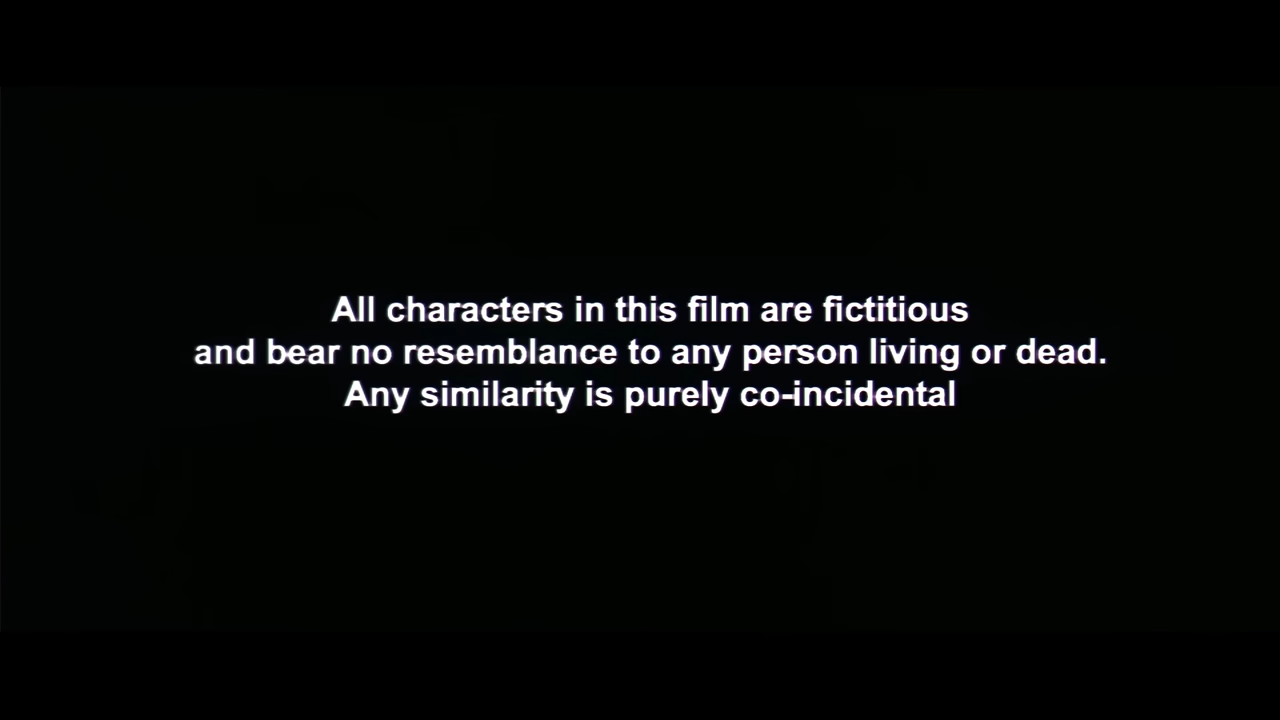 All characters in this film are fictitious
and bear no resemblance to any person living or dead.
Any similarity is purely co-incidental